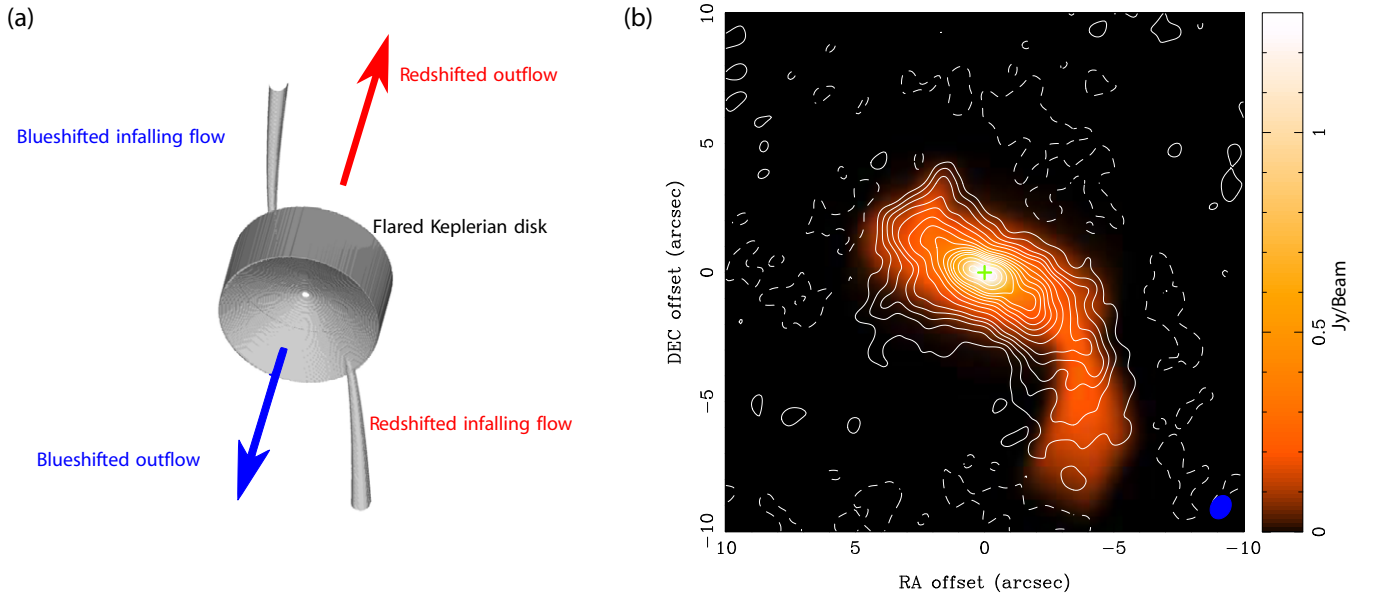 (a)
Redshifted outflow
Blueshifted infalling flow
Flared Keplerian disk
Redshifted infalling flow
Blueshifted outflow
(b)
10
5
0
-5
-10
DEC offset (arcsec)
10
5
0
-5
-10
RA offset (arcsec)
1
0.5
0
Jy/Beam